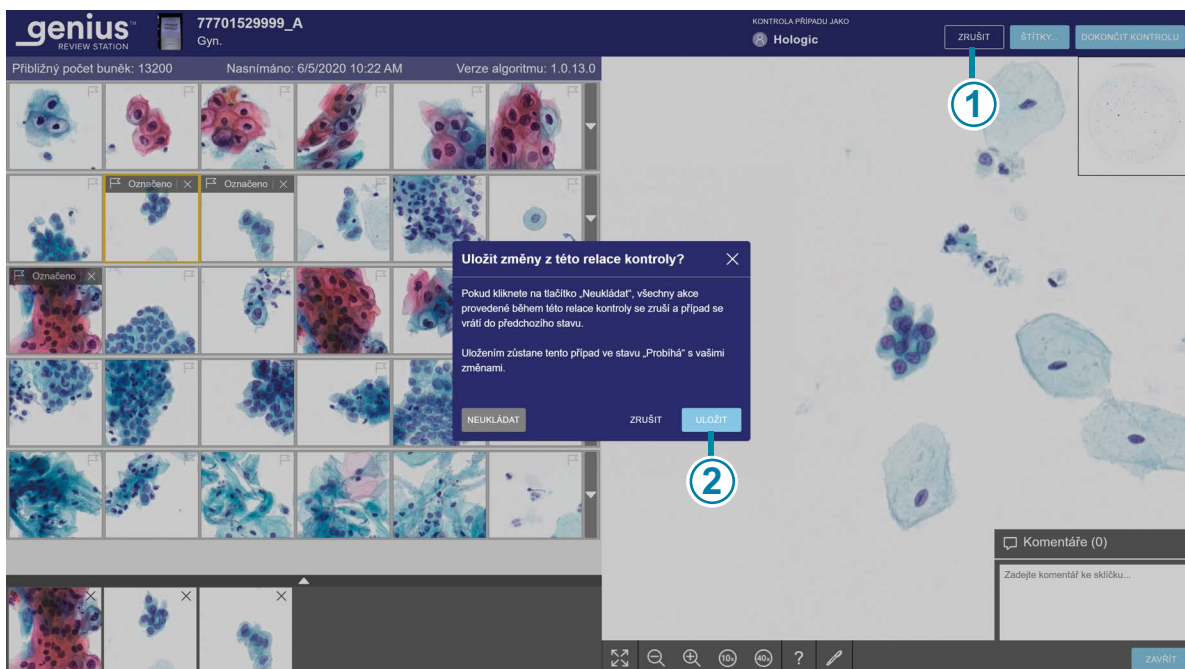 genius™
REVIEW STATION
77701529999_A
Gyn.
KONTROLA PŘÍPADU JAKO
Hologic
ZRUŠIT
ŠTÍTKY...
DOKONČIT KONTROLU
Přibližný počet buněk: 13200
Nasnímáno: 6/5/2020 10:22 AM
Verze algoritmu: 1.0.13.0
1
Označeno
Označeno
Označeno
Uložit změny z této relace kontroly?
Pokud kliknete na tlačítko „Neukládat“, všechny akce
provedené během této relace kontroly se zruší a případ se
vrátí do předchozího stavu.
Uložením zůstane tento případ ve stavu „Probíhá“ s vašimi
změnami.
NEUKLÁDAT
ZRUŠIT
ULOŽIT
2
Komentáře (0)
Zadejte komentář ke sklíčku...
10x
40x
?
ZAVŘÍT